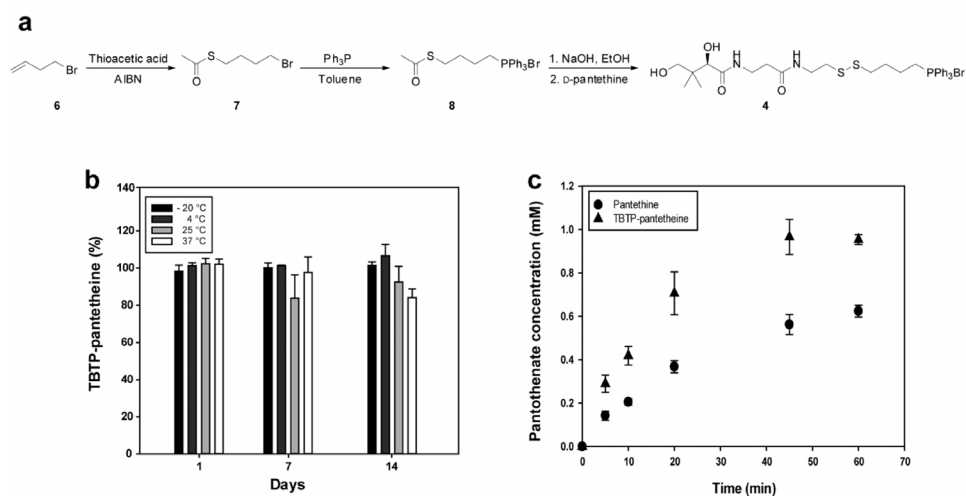 a
Thioacetic acid
AIBN
Ph3P
Toluene
1. NaOH, EtOH
2. D-pantethine
Br
S
O
Br
S
O
PPh3Br
OH
HO
O
H
N
O
H
N
S
S
PPh3Br
6
7
8
4
b
140
120
100
80
60
40
20
0
- 20 °C
4 °C
25 °C
37 °C
TBTP-pantetheine (%)
1
7
14
Days
c
1.2
1.0
0.8
0.6
0.4
0.2
0.0
Pantethine
TBTP-pantetheine
Pantothenate concentration (mM)
0 10 20 30 40 50 60 70
Time (min)